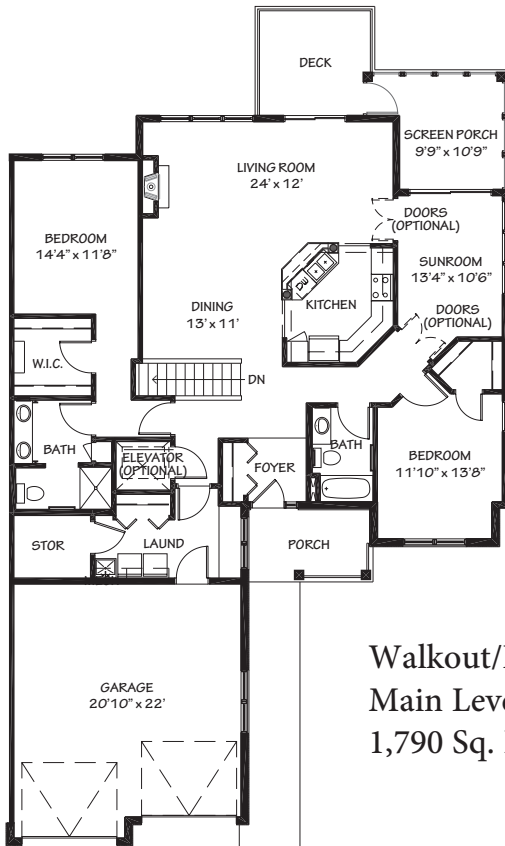 DECK
SCREEN PORCH
9'9" x 10'9"
LIVING ROOM
24' x 12'
DOORS
(OPTIONAL)
BEDROOM
14'4" x 11'8"
SUNROOM
13'4" x 10'6"
DW
KITCHEN
DINING
13' x 11'
DOORS
(OPTIONAL)
W.I.C.
DN
BATH
BATH
ELEVATOR
(OPTIONAL)
FOYER
BEDROOM
11'10" x 13'8"
STOR
LAUND
PORCH
Walkout/
Main Leve
1,790 Sq.
GARAGE
20'10" x 22'